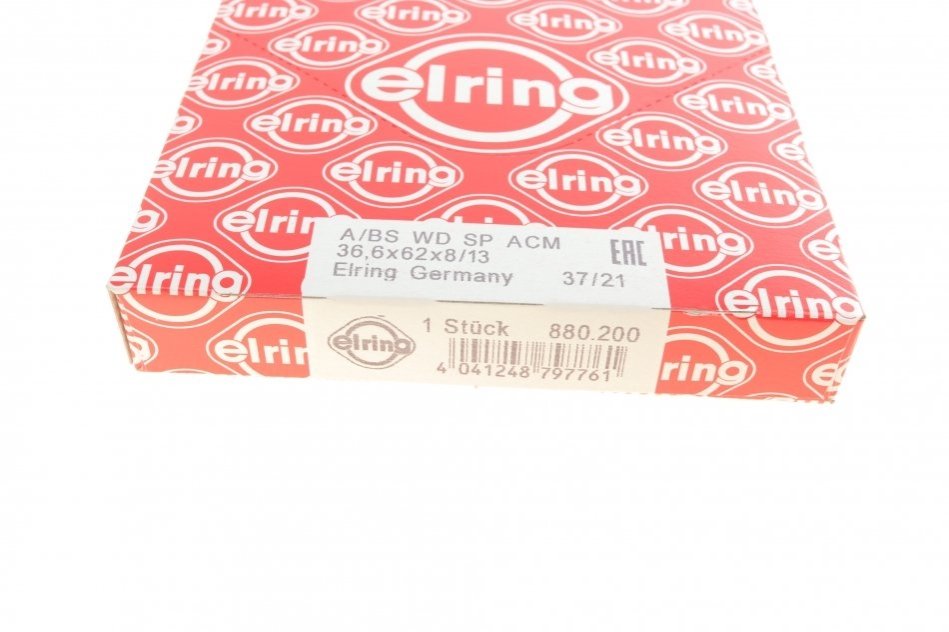 elring
A/BS WD SP ACM
36,6x62x8/13
Elring Germany 37/21
EAC
elring
1 Stück 880.200
4 041248 797761